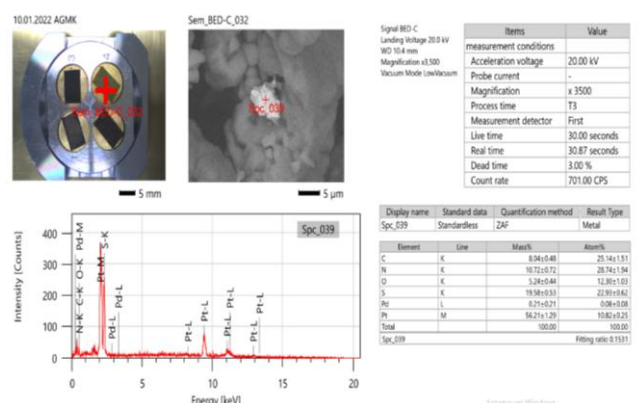 10.01.2022 AGMK
Sem_BED-C_032
Spc_039
5 mm
5 µm
Signal BED-C
Landing Voltage 20.0 kV
WD 10.4 mm
Magnification x3,500
Vacuum Mode LowVacuum
Items Value
measurement conditions
Acceleration voltage 20.00 kV
Probe current -
Magnification x 3500
Process time T3
Measurement detector First
Live time 30.00 seconds
Real time 30.87 seconds
Dead time 3.00 %
Count rate 701.00 CPS
Intensity [Counts]
400
300
200
100
0
Spc_039
N-K C-K O-K Pd-M
Pt-M S-K
Pd-L Pd-L
Pt-L
Pt-L
Pt-L Pt-L
Pt-L Pt-L
0 5 10 15 20
Energy [keV]
Display name Standard data Quantification method Result Type
Spc_039 Standardless ZAF Metal
Element Line Mass% Atom%
C K 8.04±0.48 25.14±1.51
N K 10.72±0.72 28.74±1.94
O K 5.24±0.44 12.30±1.03
S K 19.58±0.53 22.93±0.62
Pd L 0.21±0.21 0.08±0.08
Pt M 56.21±1.29 10.82±0.25
Total 100.00 100.00
Spc_039 Fitting ratio 0.1531